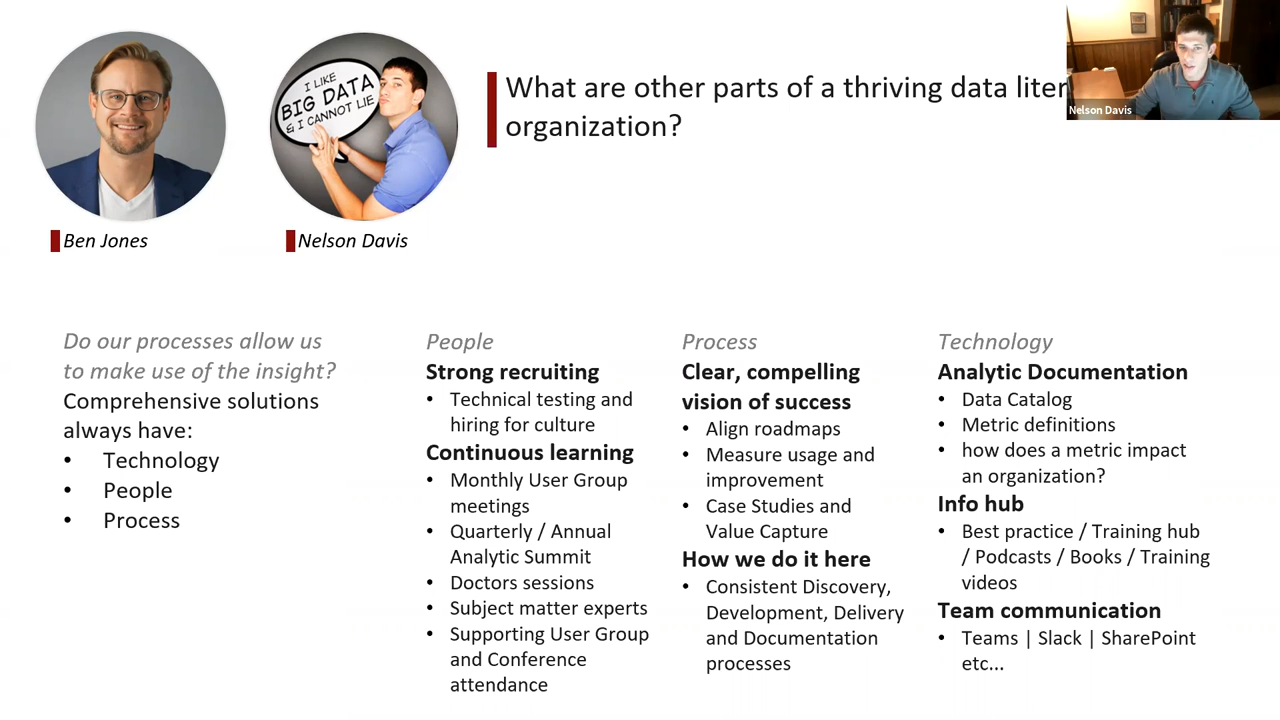 I LIKE
BIG DATA
& I CANNOT LIE
What are other parts of a thriving data liter
organization?
Nelson Davis
Ben Jones
Nelson Davis
Do our processes allow us
to make use of the insight?
Comprehensive solutions
always have:
• Technology
• People
• Process
People
Strong recruiting
• Technical testing and
hiring for culture
Continuous learning
• Monthly User Group
meetings
• Quarterly / Annual
Analytic Summit
• Doctors sessions
• Subject matter experts
• Supporting User Group
and Conference
attendance
Process
Clear, compelling
vision of success
• Align roadmaps
• Measure usage and
improvement
• Case Studies and
Value Capture
How we do it here
• Consistent Discovery,
Development, Delivery
and Documentation
processes
Technology
Analytic Documentation
• Data Catalog
• Metric definitions
• how does a metric impact
an organization?
Info hub
• Best practice / Training hub
/ Podcasts / Books / Training
videos
Team communication
• Teams | Slack | SharePoint
etc...